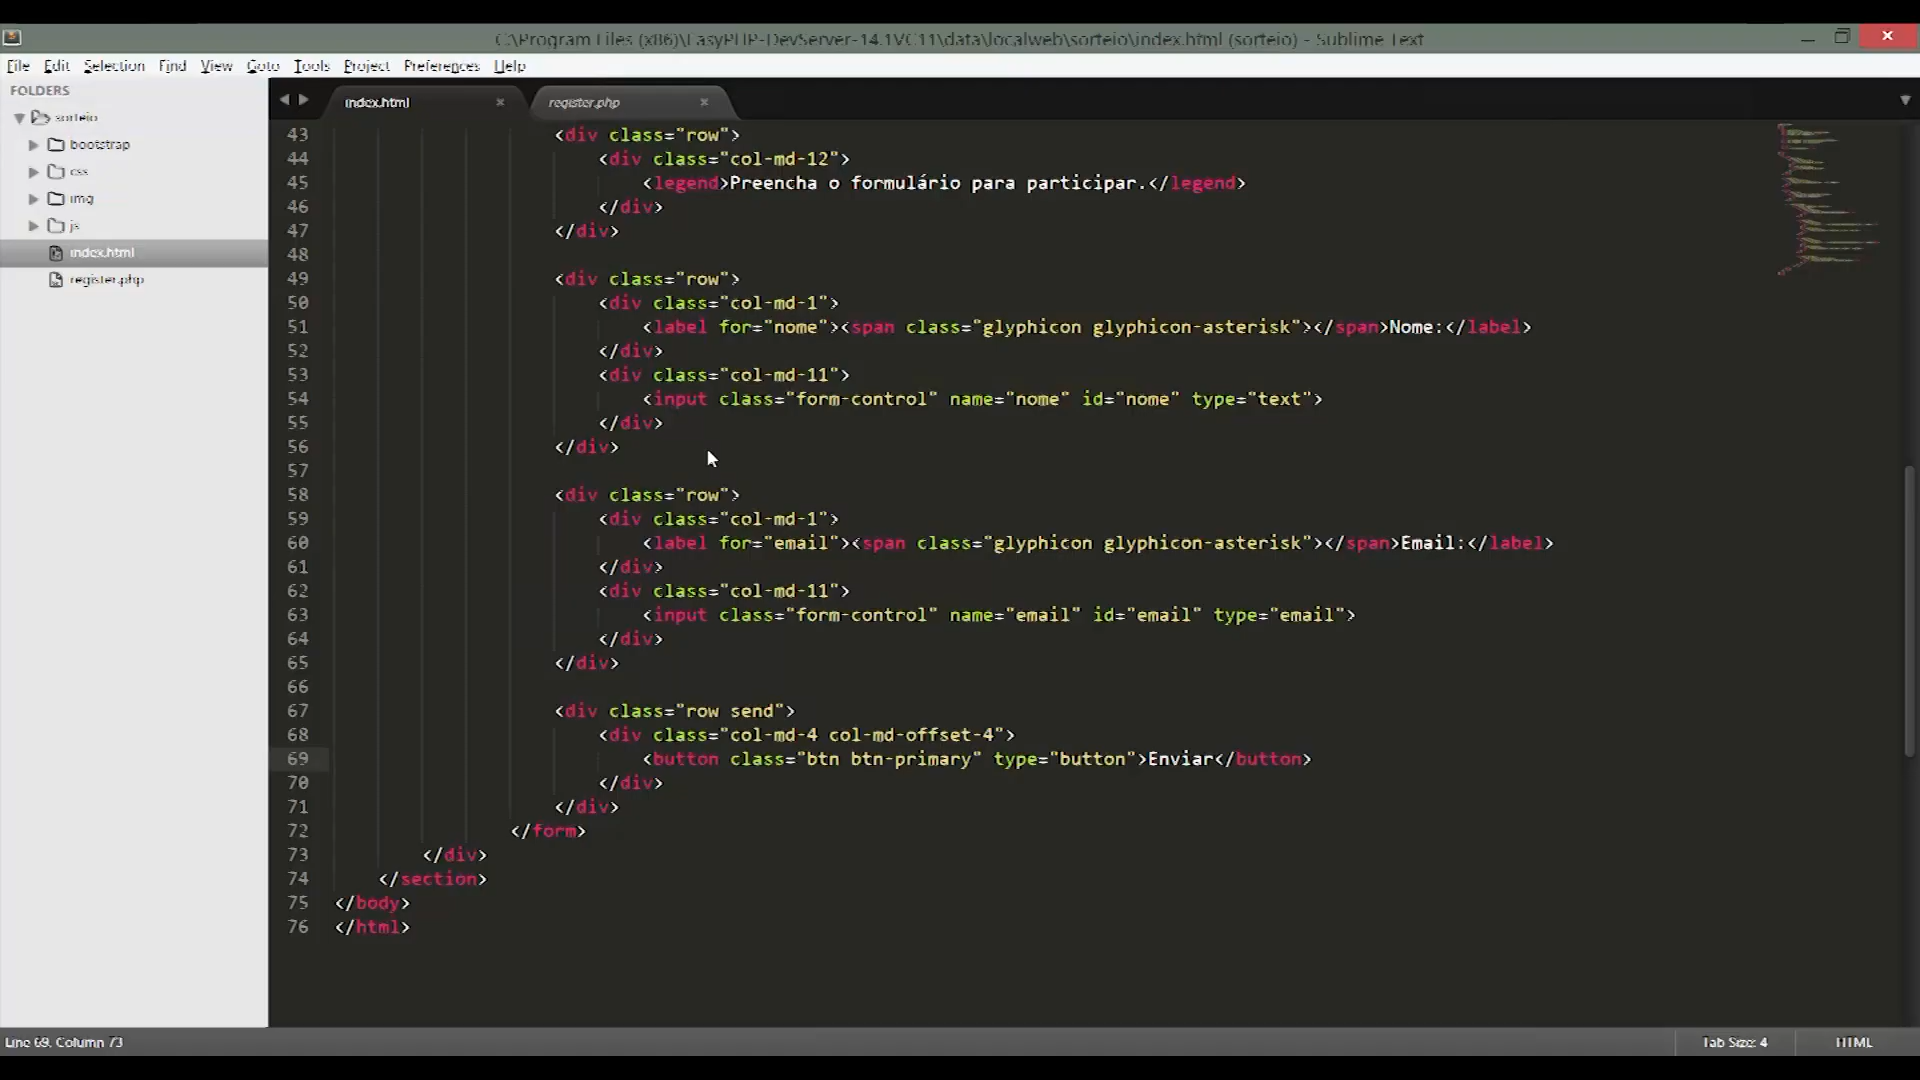 C:\Program Files (x86)\EasyPHP-DevServer-14.1VC11\data\localweb\sorteio\index.html (sorteio) - Sublime Text
File Edit Selection Find View Goto Tools Project Preferences Help
FOLDERS
sorteio
bootstrap
css
img
js
index.html
register.php
index.html × register.php ×
43 <div class="row">
44 <div class="col-md-12">
45 <legend>Preencha o formulário para participar.</legend>
46 </div>
47 </div>
48
49 <div class="row">
50 <div class="col-md-1">
51 <label for="nome"><span class="glyphicon glyphicon-asterisk"></span>Nome:</label>
52 </div>
53 <div class="col-md-11">
54 <input class="form-control" name="nome" id="nome" type="text">
55 </div>
56 </div>
57
58 <div class="row">
59 <div class="col-md-1">
60 <label for="email"><span class="glyphicon glyphicon-asterisk"></span>Email:</label>
61 </div>
62 <div class="col-md-11">
63 <input class="form-control" name="email" id="email" type="email">
64 </div>
65 </div>
66
67 <div class="row send">
68 <div class="col-md-4 col-md-offset-4">
69 <button class="btn btn-primary" type="button">Enviar</button>
70 </div>
71 </div>
72 </form>
73 </div>
74 </section>
75 </body>
76 </html>
Line 69, Column 73 Tab Size: 4 HTML